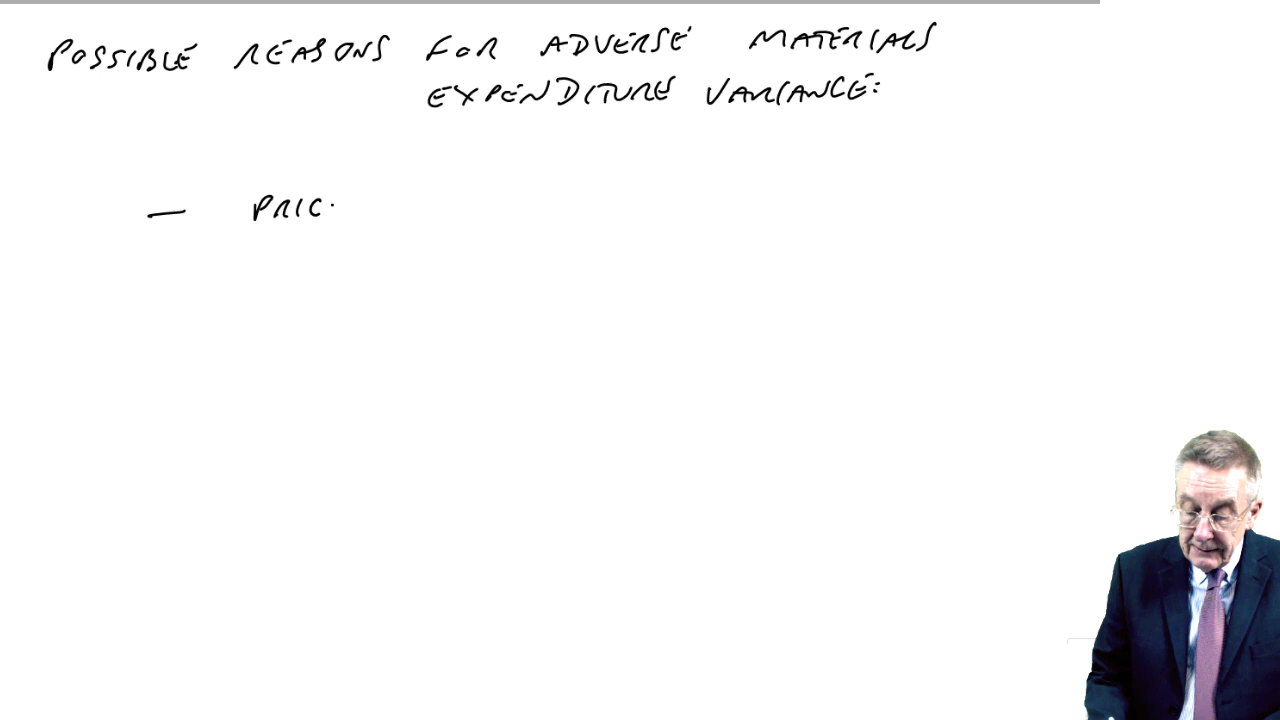 POSSIBLE REASONS FOR ADVERSE MATERIALS
EXPENDITURE VARIANCE:
— PRIC